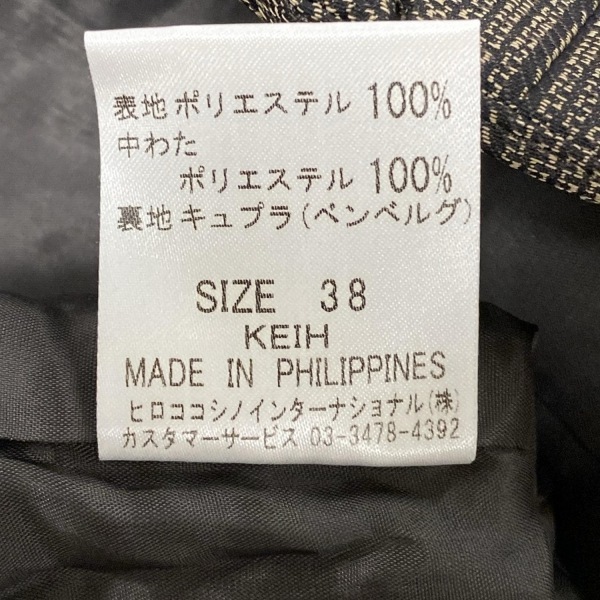 表地 ポリエステル 100%
中わた
ポリエステル 100%
裏地 キュプラ(ベンベルグ)
SIZE 38
KEIH
MADE IN PHILIPPINES
ヒロココシノインターナショナル(株)
カスタマーサービス 03-3478-4392